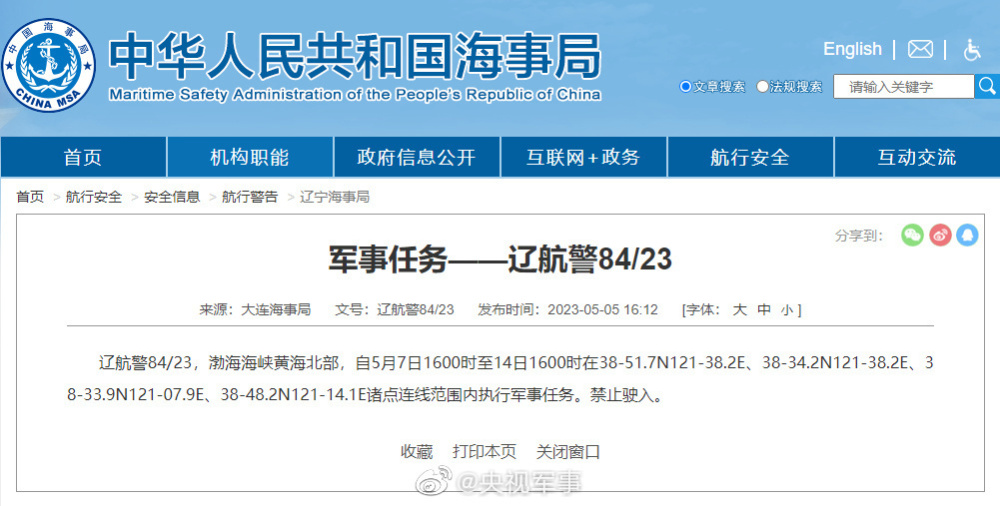 中国海事局
CHINA MSA
中华人民共和国海事局
Maritime Safety Administration of the People's Republic of China
English
文章搜索 法规搜索 请输入关键字
首页 机构职能 政府信息公开 互联网+政务 航行安全 互动交流
首页 > 航行安全 > 安全信息 > 航行警告 > 辽宁海事局
分享到：
军事任务——辽航警84/23
来源：大连海事局 文号：辽航警84/23 发布时间：2023-05-05 16:12 [字体： 大 中 小 ]
辽航警84/23，渤海海峡黄海北部，自5月7日1600时至14日1600时在38-51.7N121-38.2E、38-34.2N121-38.2E、3
8-33.9N121-07.9E、38-48.2N121-14.1E诸点连线范围内执行军事任务。禁止驶入。
收藏 打印本页 关闭窗口
@央视军事